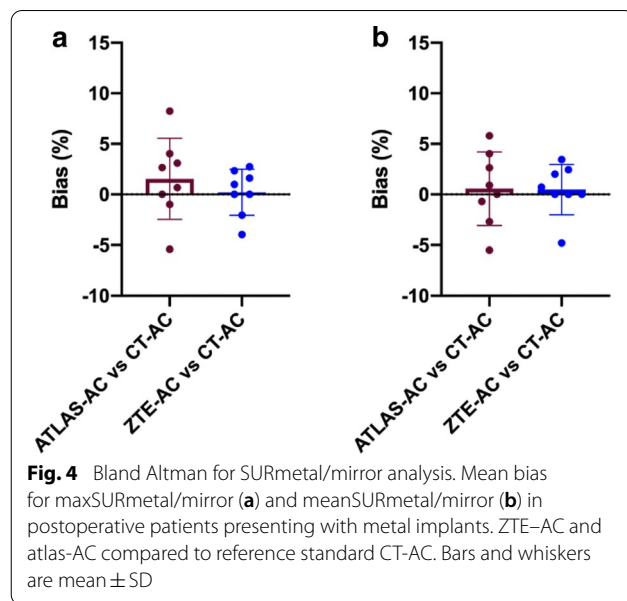 a
15
10
5
0
-5
-10
Bias (%)
ATLAS-AC vs CT-AC
ZTE-AC vs CT-AC
b
15
10
5
0
-5
-10
Bias (%)
ATLAS-AC vs CT-AC
ZTE-AC vs CT-AC
Fig. 4 Bland Altman for SURmetal/mirror analysis. Mean bias
for maxSURmetal/mirror (a) and meanSURmetal/mirror (b) in
postoperative patients presenting with metal implants. ZTE–AC and
atlas-AC compared to reference standard CT-AC. Bars and whiskers
are mean ± SD